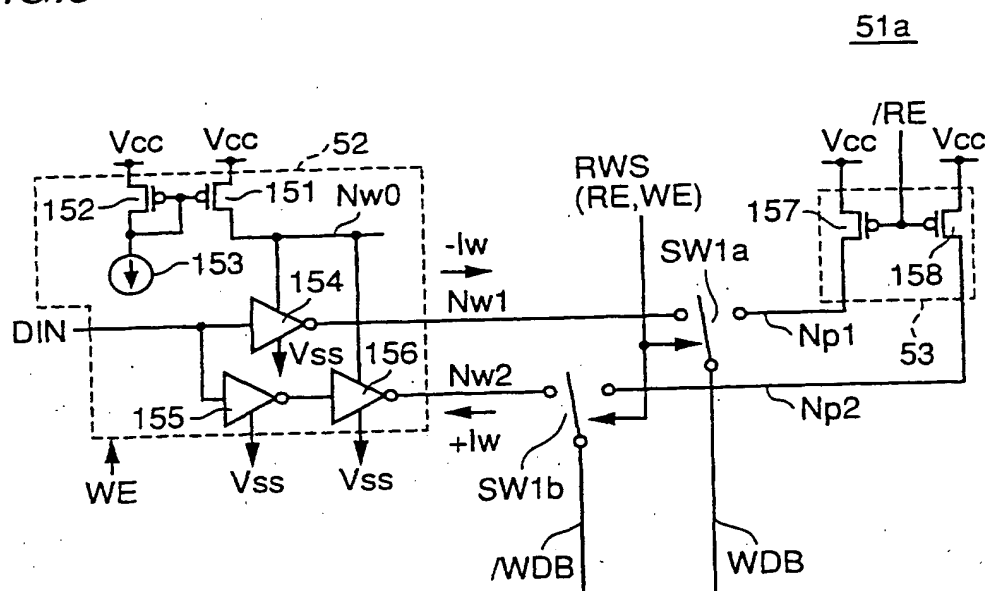 51a
/RE
Vcc
Vcc
52
Vcc
Vcc
RWS
(RE,WE)
152
151
Nw0
157
158
153
-Iw
SW1a
154
Nw1
DIN
Vss
156
Np1
53
Nw2
155
+Iw
Np2
Vss
Vss
SW1b
WE
/WDB
WDB